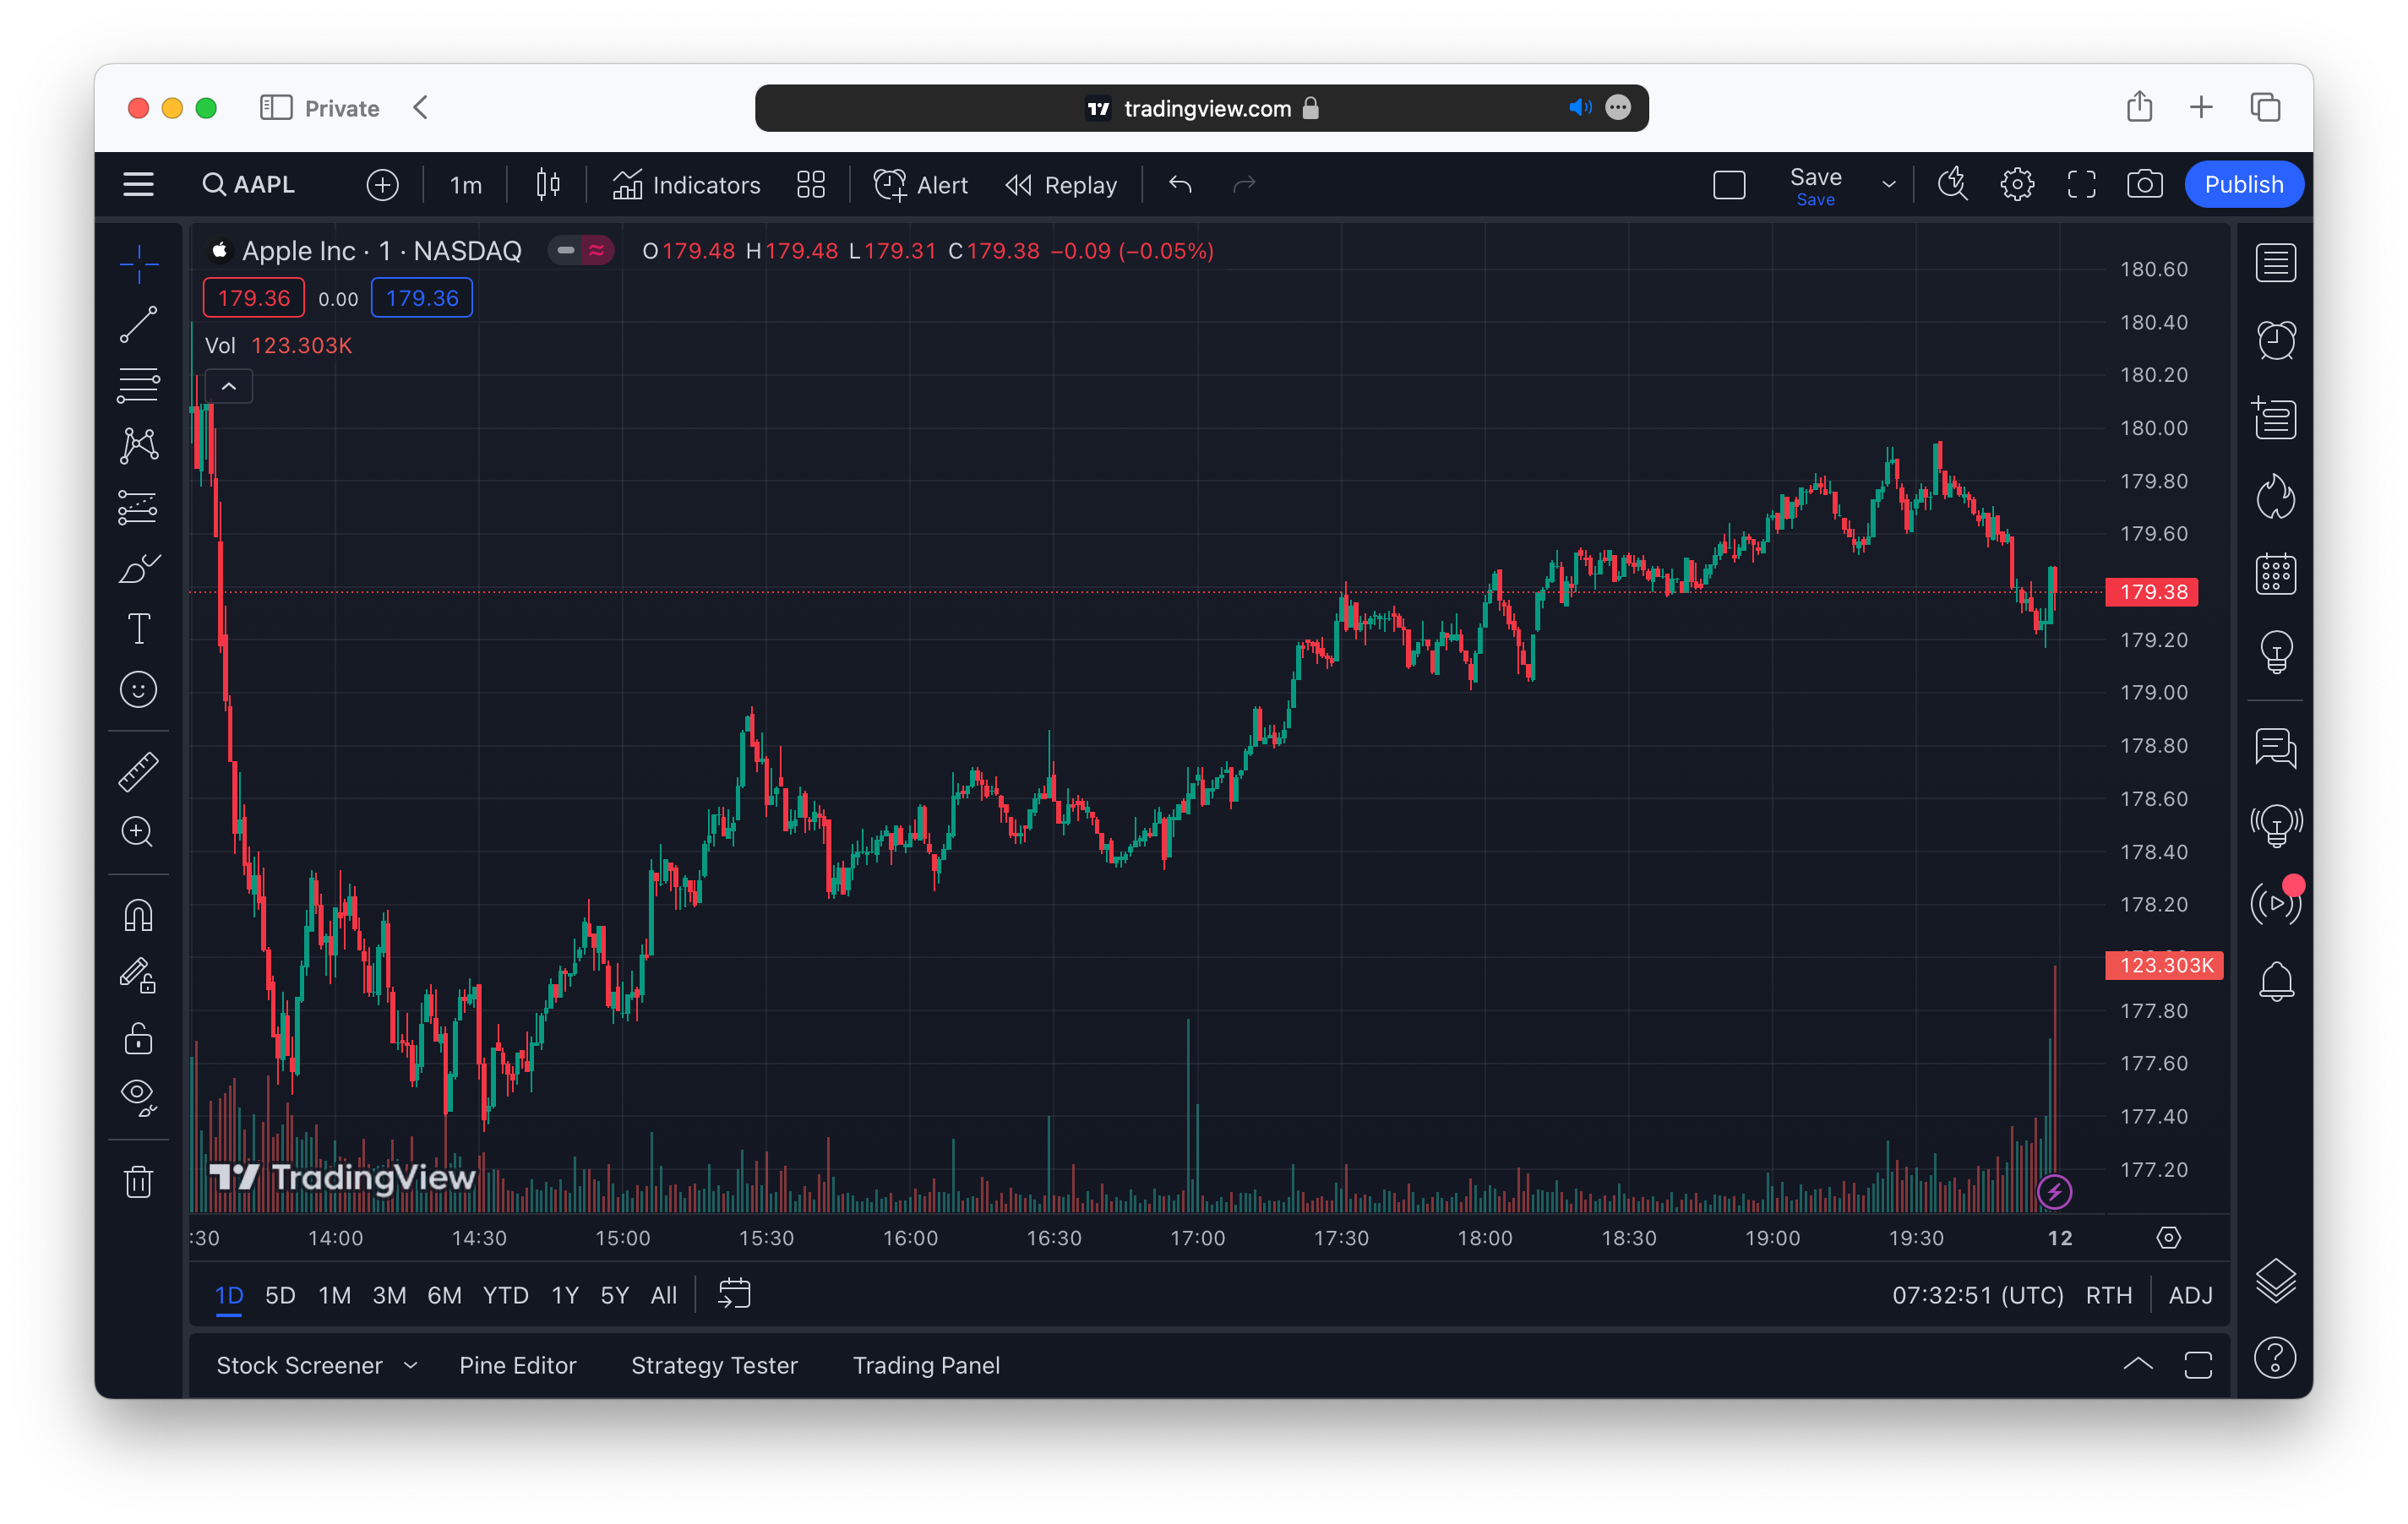 Private
tradingview.com
AAPL 1m Indicators Alert Replay Save Publish
Save
Apple Inc · 1 · NASDAQ O179.48 H179.48 L179.31 C179.38 −0.09 (−0.05%)
179.36 0.00 179.36
Vol 123.303K
180.60
180.40
180.20
180.00
179.80
179.60
179.38
179.20
179.00
178.80
178.60
178.40
178.20
123.303K
177.80
177.60
177.40
177.20
TradingView
:30 14:00 14:30 15:00 15:30 16:00 16:30 17:00 17:30 18:00 18:30 19:00 19:30 12
1D 5D 1M 3M 6M YTD 1Y 5Y All 07:32:51 (UTC) RTH ADJ
Stock Screener Pine Editor Strategy Tester Trading Panel